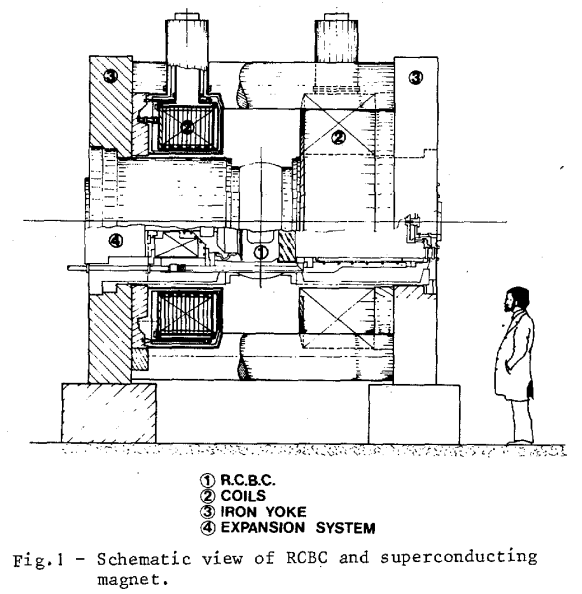 ③ ③
② ②
④ ①
① R.C.B.C.
② COILS
③ IRON YOKE
④ EXPANSION SYSTEM
Fig.1 - Schematic view of RCBC and superconducting
magnet.